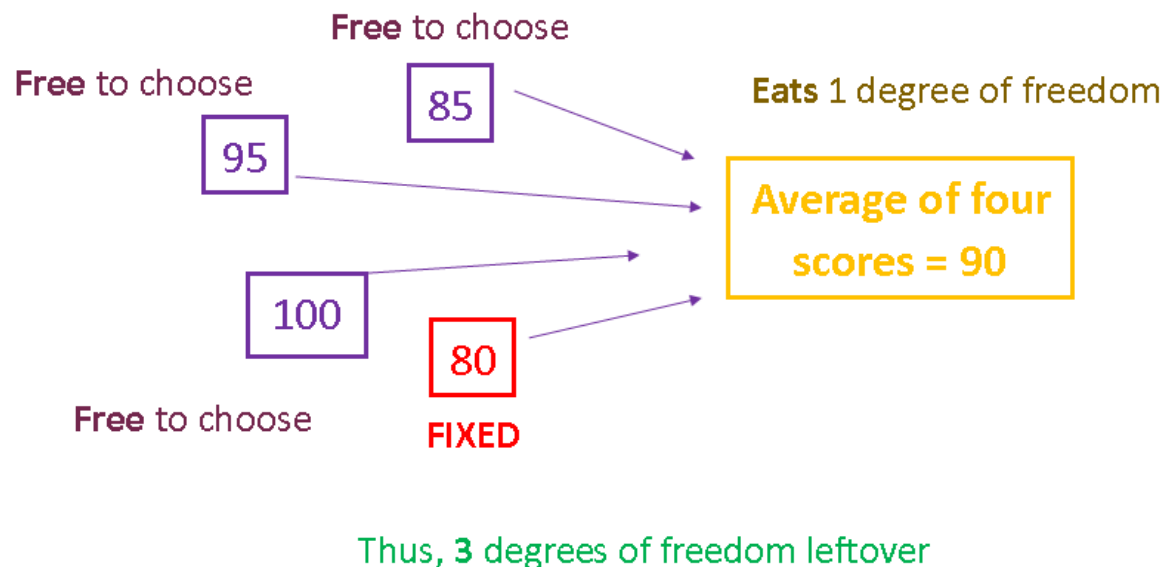 Free to choose
Free to choose
85
Eats 1 degree of freedom
95
Average of four
scores = 90
100
80
Free to choose
FIXED
Thus, 3 degrees of freedom leftover